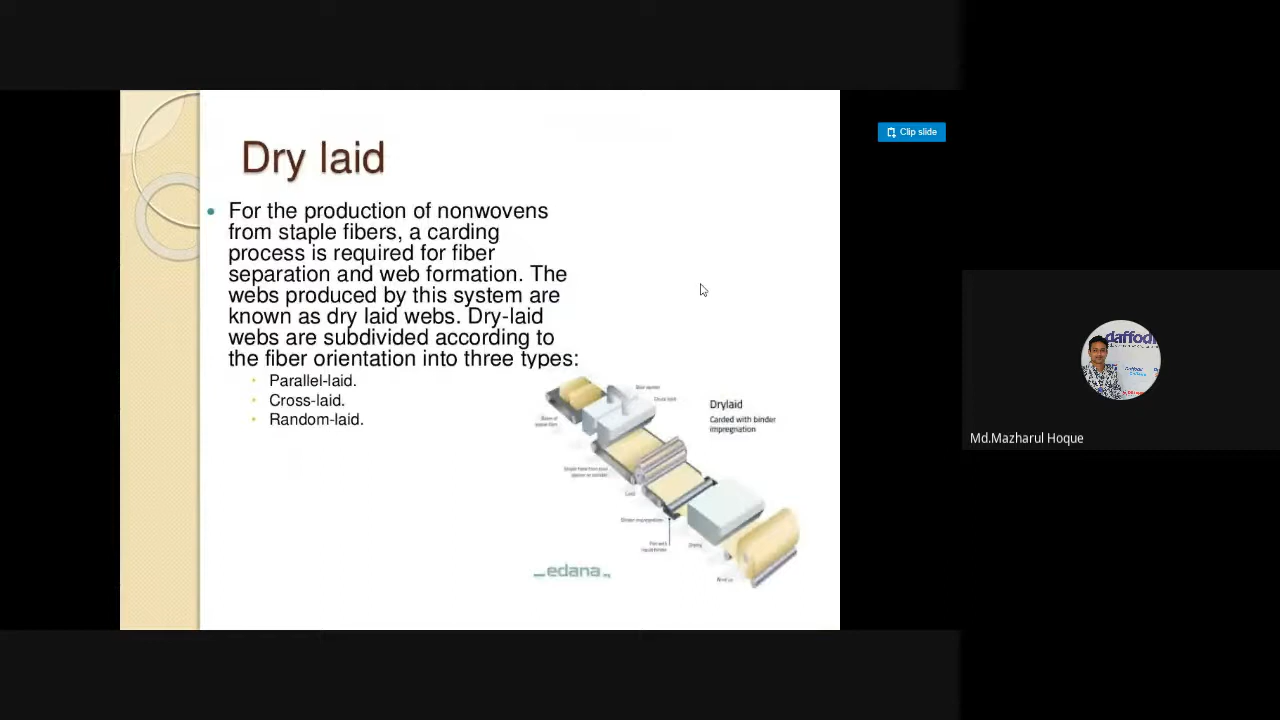 Clip slide
Dry laid
For the production of nonwovens
from staple fibers, a carding
process is required for fiber
separation and web formation. The
webs produced by this system are
known as dry laid webs. Dry-laid
webs are subdivided according to
the fiber orientation into three types:
Parallel-laid.
Cross-laid.
Random-laid.
Drylaid
Carded with binder
impregnation
Card
Binder impregnation
Drying
edana
daffodil
Md.Mazharul Hoque